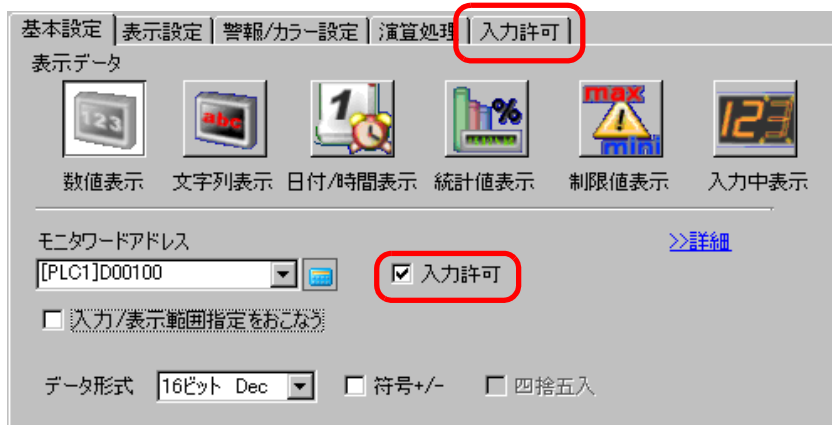 基本設定 表示設定 警報/カラー設定 演算処理 入力許可
表示データ
123 abc 1 % max mini 123
数値表示 文字列表示 日付/時間表示 統計値表示 制限値表示 入力中表示
モニタワードアドレス >>詳細
[PLC1]D00100 入力許可
入力/表示範囲指定をおこなう
データ形式 16ビット Dec 符号+/- 四捨五入